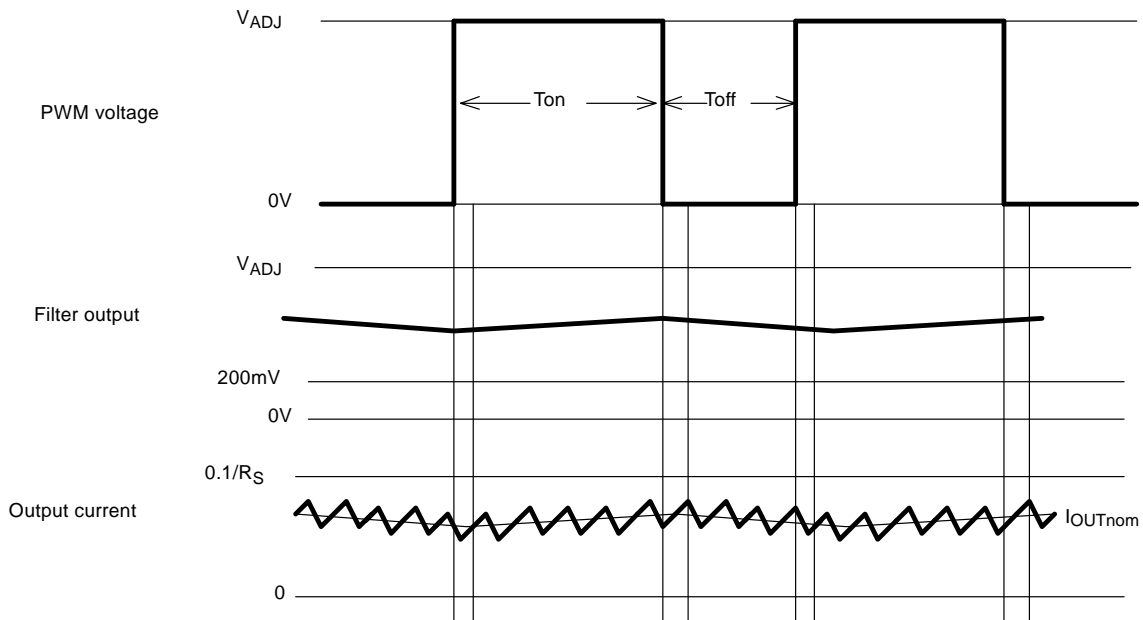 VADJ
PWM voltage
Ton
Toff
0V
VADJ
Filter output
200mV
0V
0.1/RS
Output current
IOUTnom
0